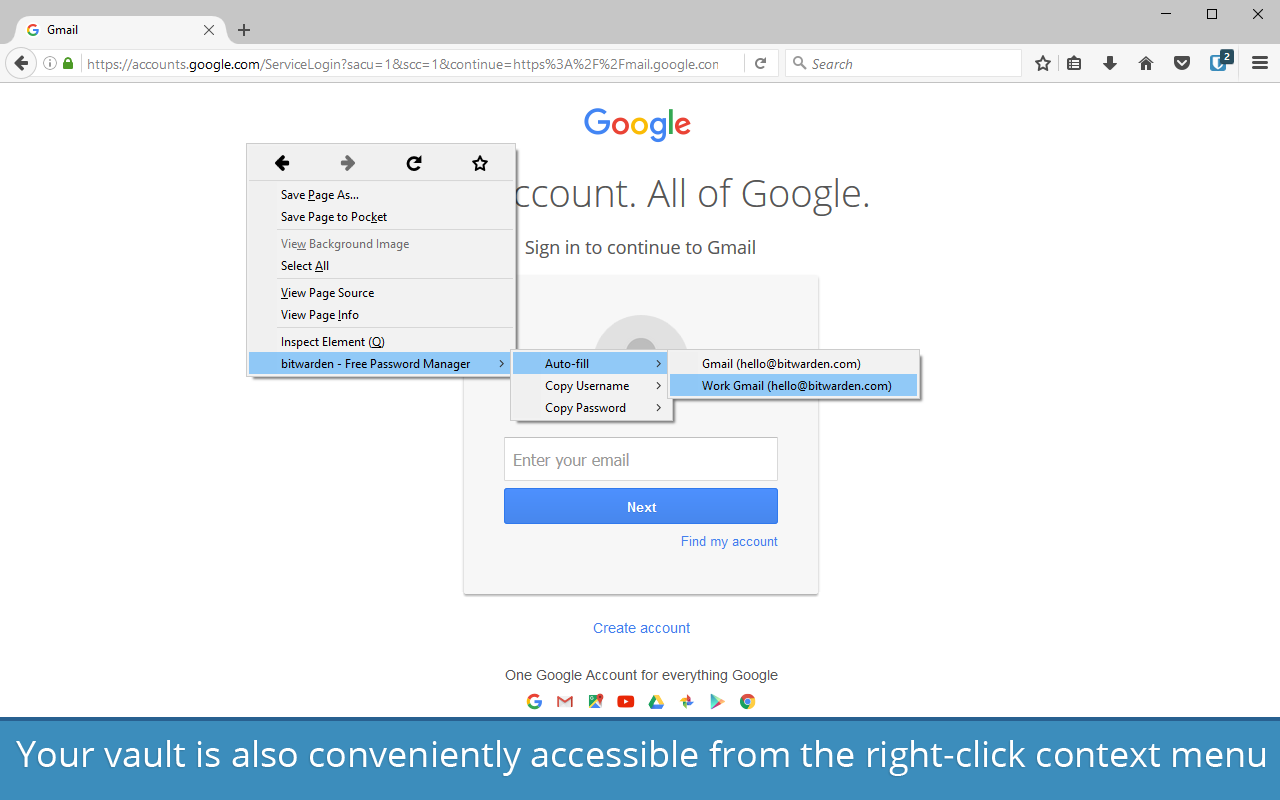 Gmail
https://accounts.google.com/ServiceLogin?sacu=1&scc=1&continue=https%3A%2F%2Fmail.google.com
Search
2
Google
ccount. All of Google.
Sign in to continue to Gmail
Save Page As...
Save Page to Pocket
View Background Image
Select All
View Page Source
View Page Info
Inspect Element (Q)
bitwarden - Free Password Manager
Auto-fill
Copy Username
Copy Password
Gmail (hello@bitwarden.com)
Work Gmail (hello@bitwarden.com)
Enter your email
Next
Find my account
Create account
One Google Account for everything Google
Your vault is also conveniently accessible from the right-click context menu